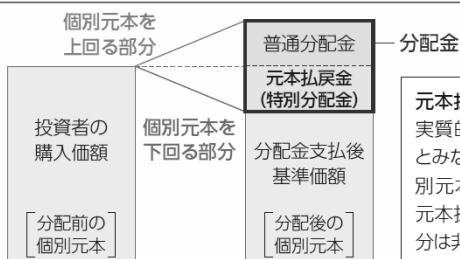 個別元本を
上回る部分
普通分配金
分配金
元本払戻金
（特別分配金）
投資者の
購入価額
個別元本を
下回る部分
分配金支払後
基準価額
分配前の
個別元本
分配後の
個別元本
元本払
実質的
とみな
別元本
元本払
分は非